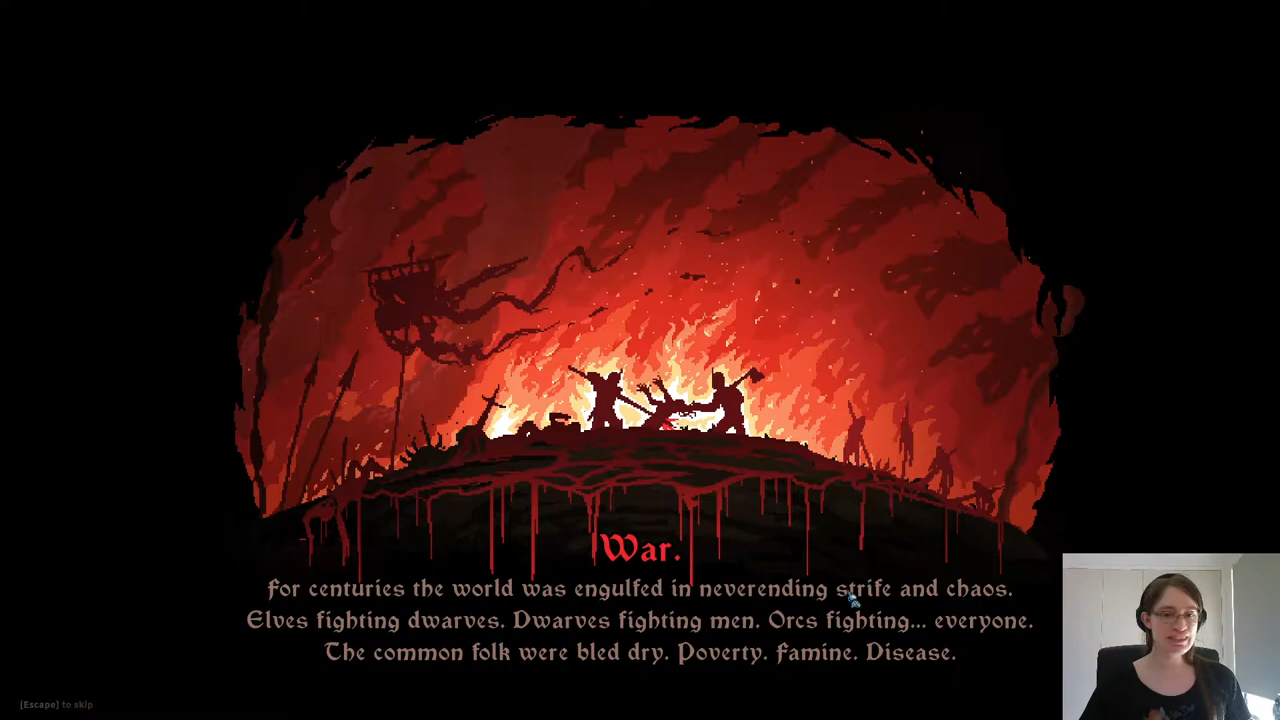 War.
For centuries the world was engulfed in neverending strife and chaos.
Elves fighting dwarves. Dwarves fighting men. Orcs fighting... everyone.
The common folk were bled dry. Poverty. Famine. Disease.
[Escape] to skip